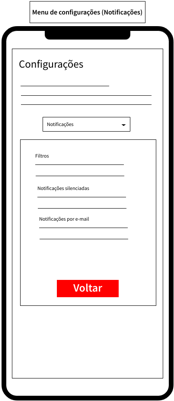 Menu de configurações (Notificações)
Configurações
Notificações
Filtros
Notificações silenciadas
Notificações por e-mail
Voltar